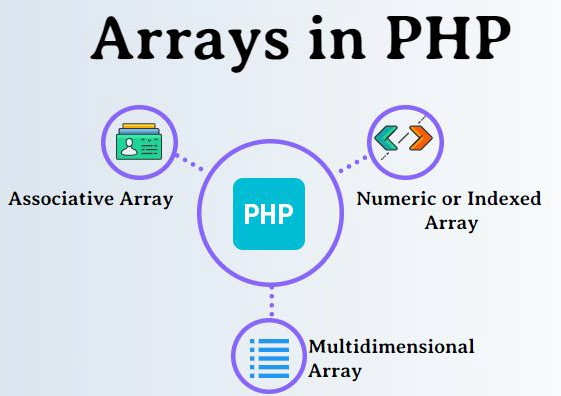 Arrays in PHP
Associative Array
PHP
Numeric or Indexed
Array
Multidimensional
Array